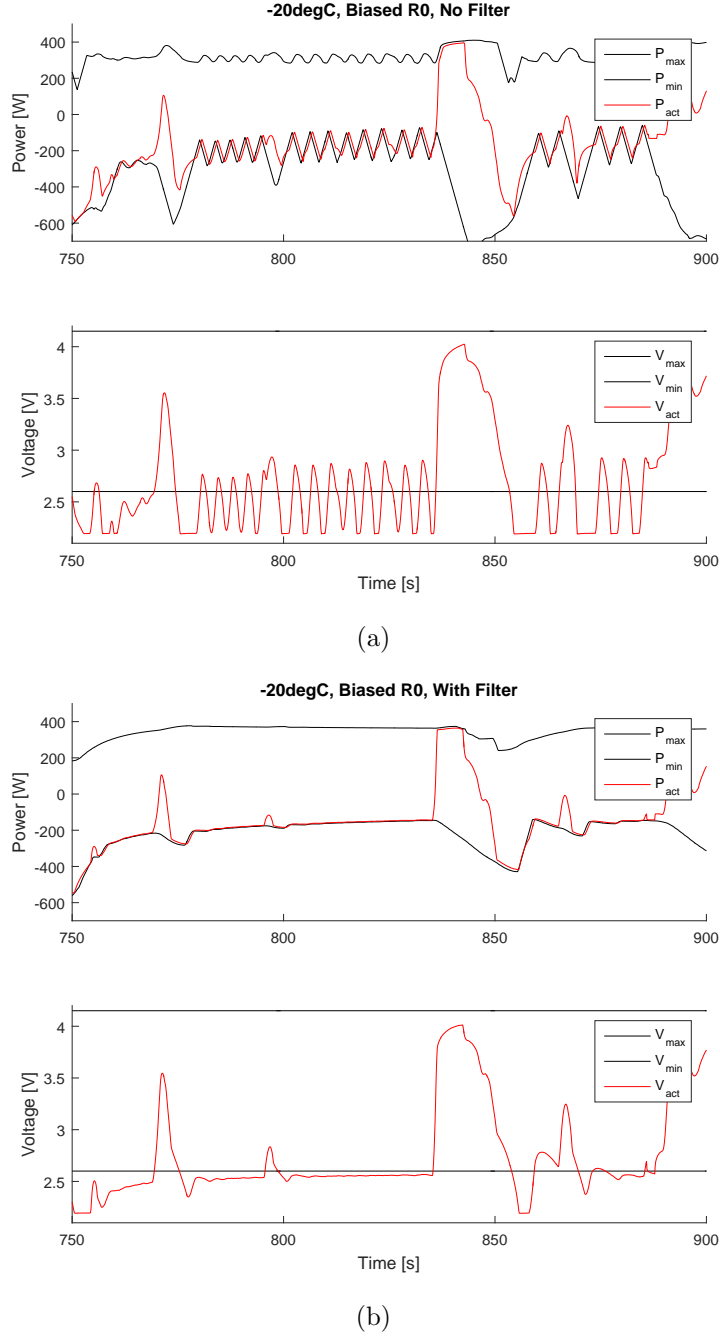 -20degC, Biased R0, No Filter
400
200
0
-200
-400
-600
Power [W]
P_max
P_min
P_act
750
800
850
900
4
3.5
3
2.5
Voltage [V]
V_max
V_min
V_act
750
800
850
900
Time [s]
(a)
-20degC, Biased R0, With Filter
400
200
0
-200
-400
-600
Power [W]
P_max
P_min
P_act
750
800
850
900
4
3.5
3
2.5
Voltage [V]
V_max
V_min
V_act
750
800
850
900
Time [s]
(b)